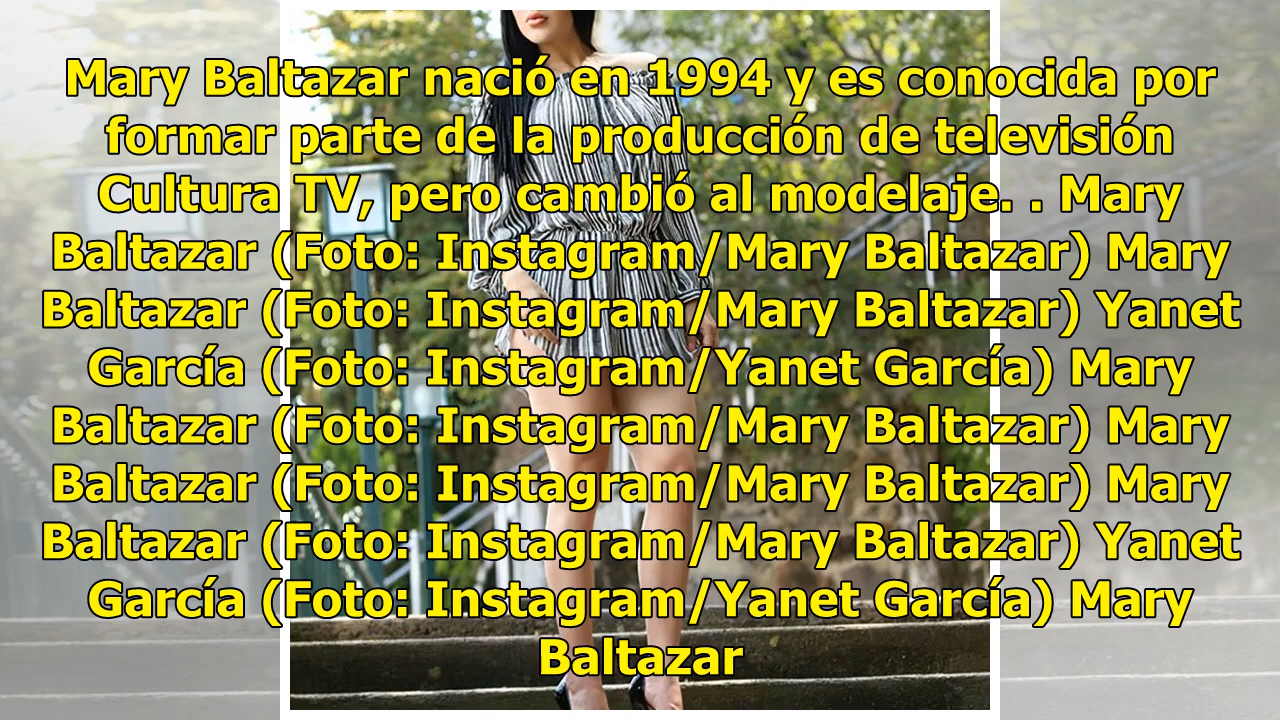 Mary Baltazar nació en 1994 y es conocida por
formar parte de la producción de televisión
Cultura TV, pero cambió al modelaje. . Mary
Baltazar (Foto: Instagram/Mary Baltazar) Mary
Baltazar (Foto: Instagram/Mary Baltazar) Yanet
García (Foto: Instagram/Yanet García) Mary
Baltazar (Foto: Instagram/Mary Baltazar) Mary
Baltazar (Foto: Instagram/Mary Baltazar) Mary
Baltazar (Foto: Instagram/Mary Baltazar) Yanet
García (Foto: Instagram/Yanet García) Mary
Baltazar